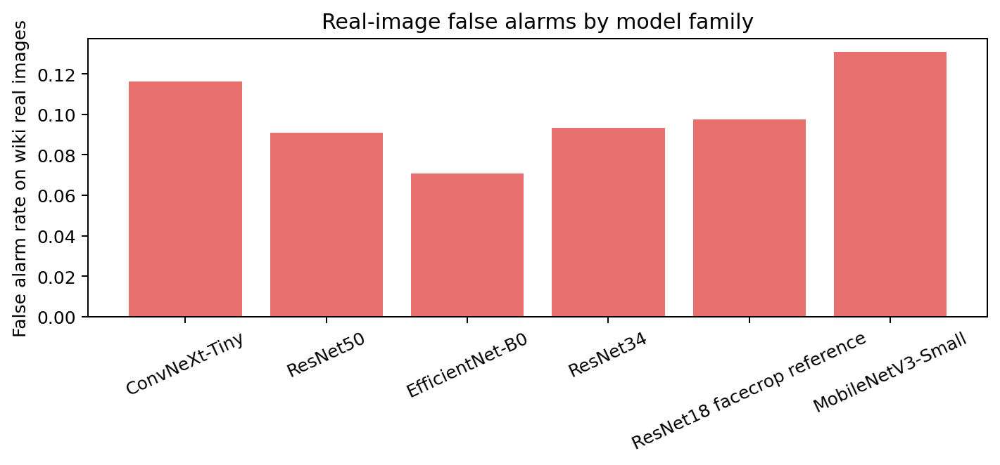 Real-image false alarms by model family
False alarm rate on wiki real images
0.12
0.10
0.08
0.06
0.04
0.02
0.00
ConvNeXt-Tiny
ResNet50
EfficientNet-B0
ResNet34
ResNet18 facecrop reference
MobileNetV3-Small